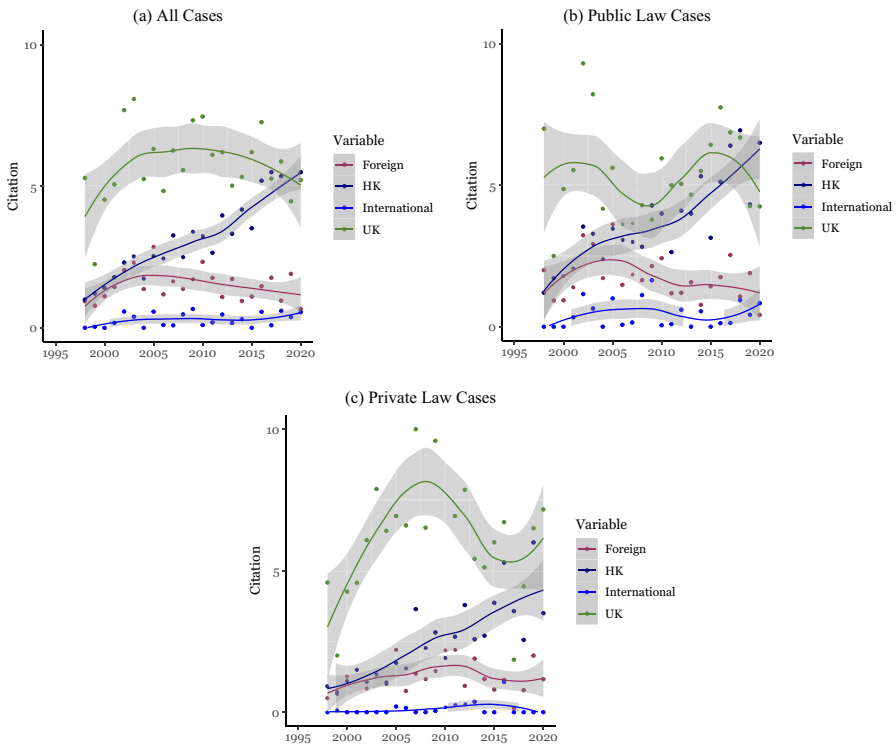 (a) All Cases
10
5
0
Citation
1995 2000 2005 2010 2015 2020
Variable
Foreign
HK
International
UK
(b) Public Law Cases
10
5
0
Citation
1995 2000 2005 2010 2015 2020
Variable
Foreign
HK
International
UK
(c) Private Law Cases
10
5
0
Citation
1995 2000 2005 2010 2015 2020
Variable
Foreign
HK
International
UK